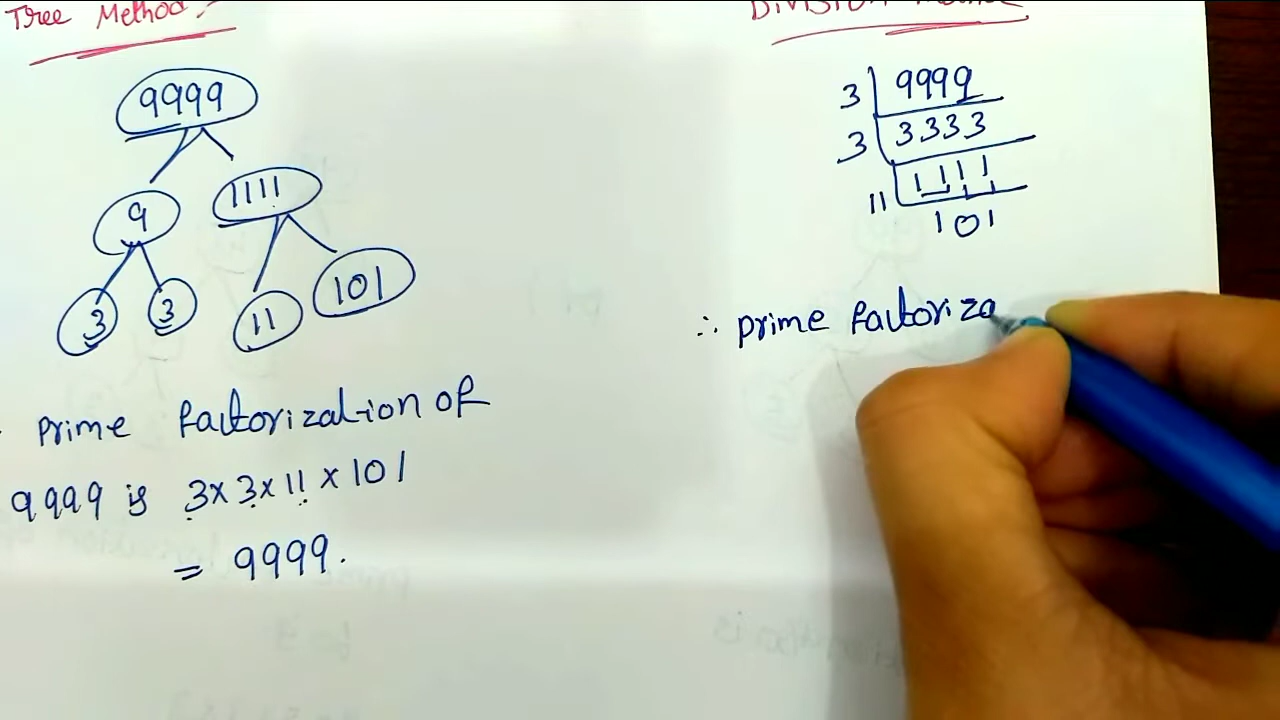 Tree Method:
9999
9 1111
3 3 11 101
Prime factorization of
9999 is 3x3x11x101
= 9999.
Division
3 9999
3 3333
11 1111
101
∴ prime factoriza